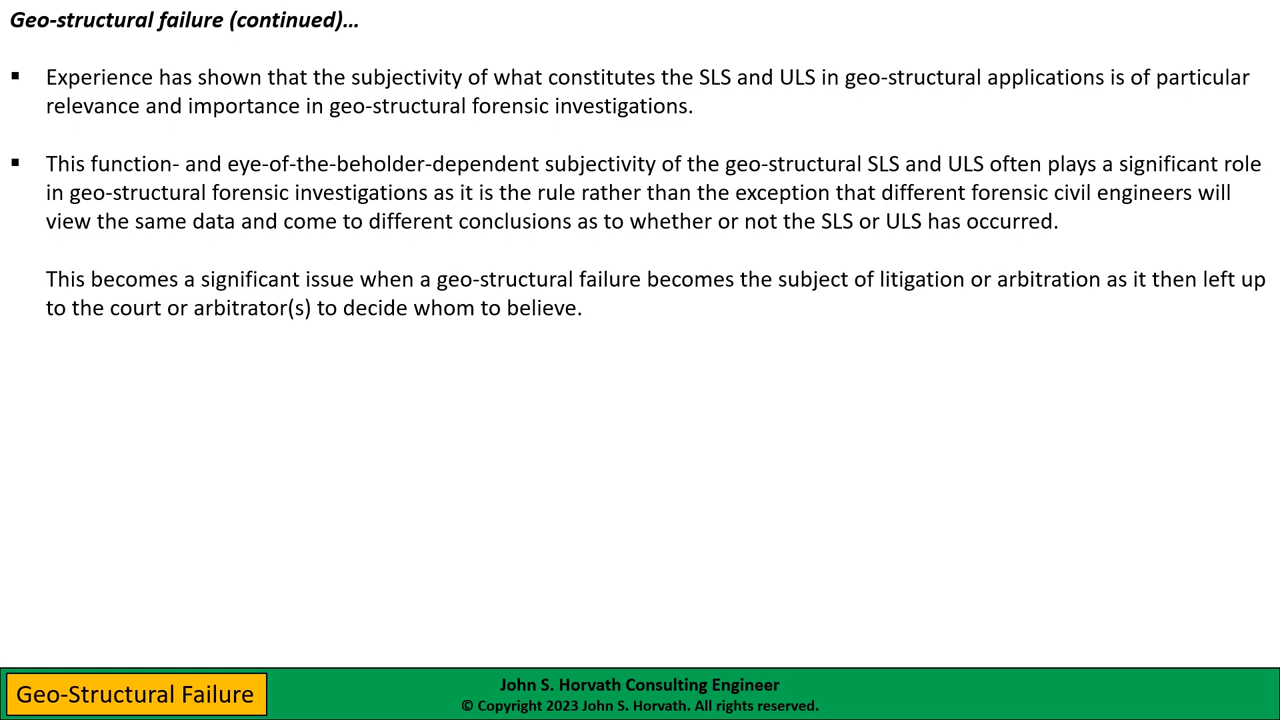 Geo-structural failure (continued)…
▪ Experience has shown that the subjectivity of what constitutes the SLS and ULS in geo-structural applications is of particular
relevance and importance in geo-structural forensic investigations.
▪ This function- and eye-of-the-beholder-dependent subjectivity of the geo-structural SLS and ULS often plays a significant role
in geo-structural forensic investigations as it is the rule rather than the exception that different forensic civil engineers will
view the same data and come to different conclusions as to whether or not the SLS or ULS has occurred.
This becomes a significant issue when a geo-structural failure becomes the subject of litigation or arbitration as it then left up
to the court or arbitrator(s) to decide whom to believe.
Geo-Structural Failure
John S. Horvath Consulting Engineer
© Copyright 2023 John S. Horvath. All rights reserved.